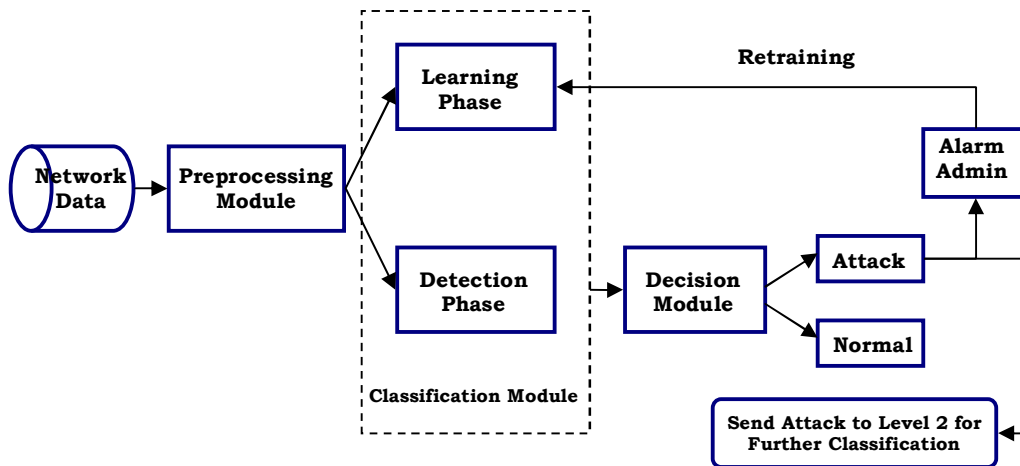 Network
Data
Preprocessing
Module
Learning
Phase
Detection
Phase
Classification Module
Retraining
Decision
Module
Attack
Normal
Alarm
Admin
Send Attack to Level 2 for
Further Classification